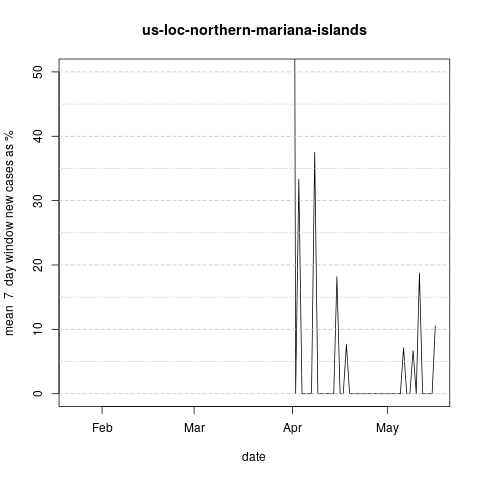 us-loc-northern-mariana-islands
mean 7 day window new cases as %
50
40
30
20
10
0
Feb Mar Apr May
date